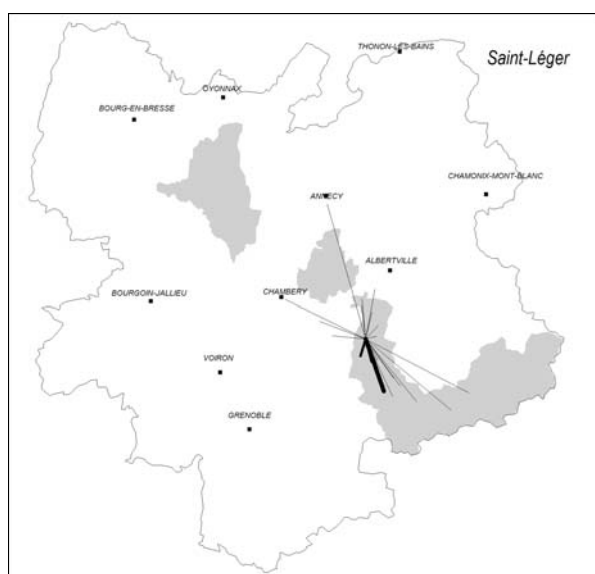 THONON-LES-BAINS
Saint-Léger
OYONNAX
BOURG-EN-BRESSE
CHAMONIX-MONT-BLANC
ANNECY
ALBERTVILLE
CHAMBERY
BOURGOIN-JALLIEU
VOIRON
GRENOBLE